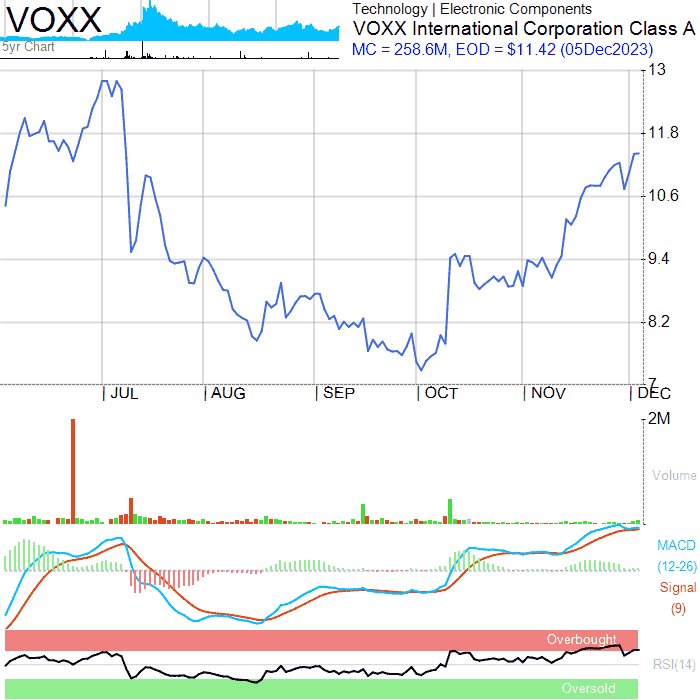 VOXX
5yr Chart
Technology | Electronic Components
VOXX International Corporation Class A
MC = 258.6M, EOD = $11.42 (05Dec2023)
13
11.8
10.6
9.4
8.2
7
JUL AUG SEP OCT NOV DEC
2M
Volume
MACD
(12-26)
Signal
(9)
Overbought
RSI(14)
Oversold